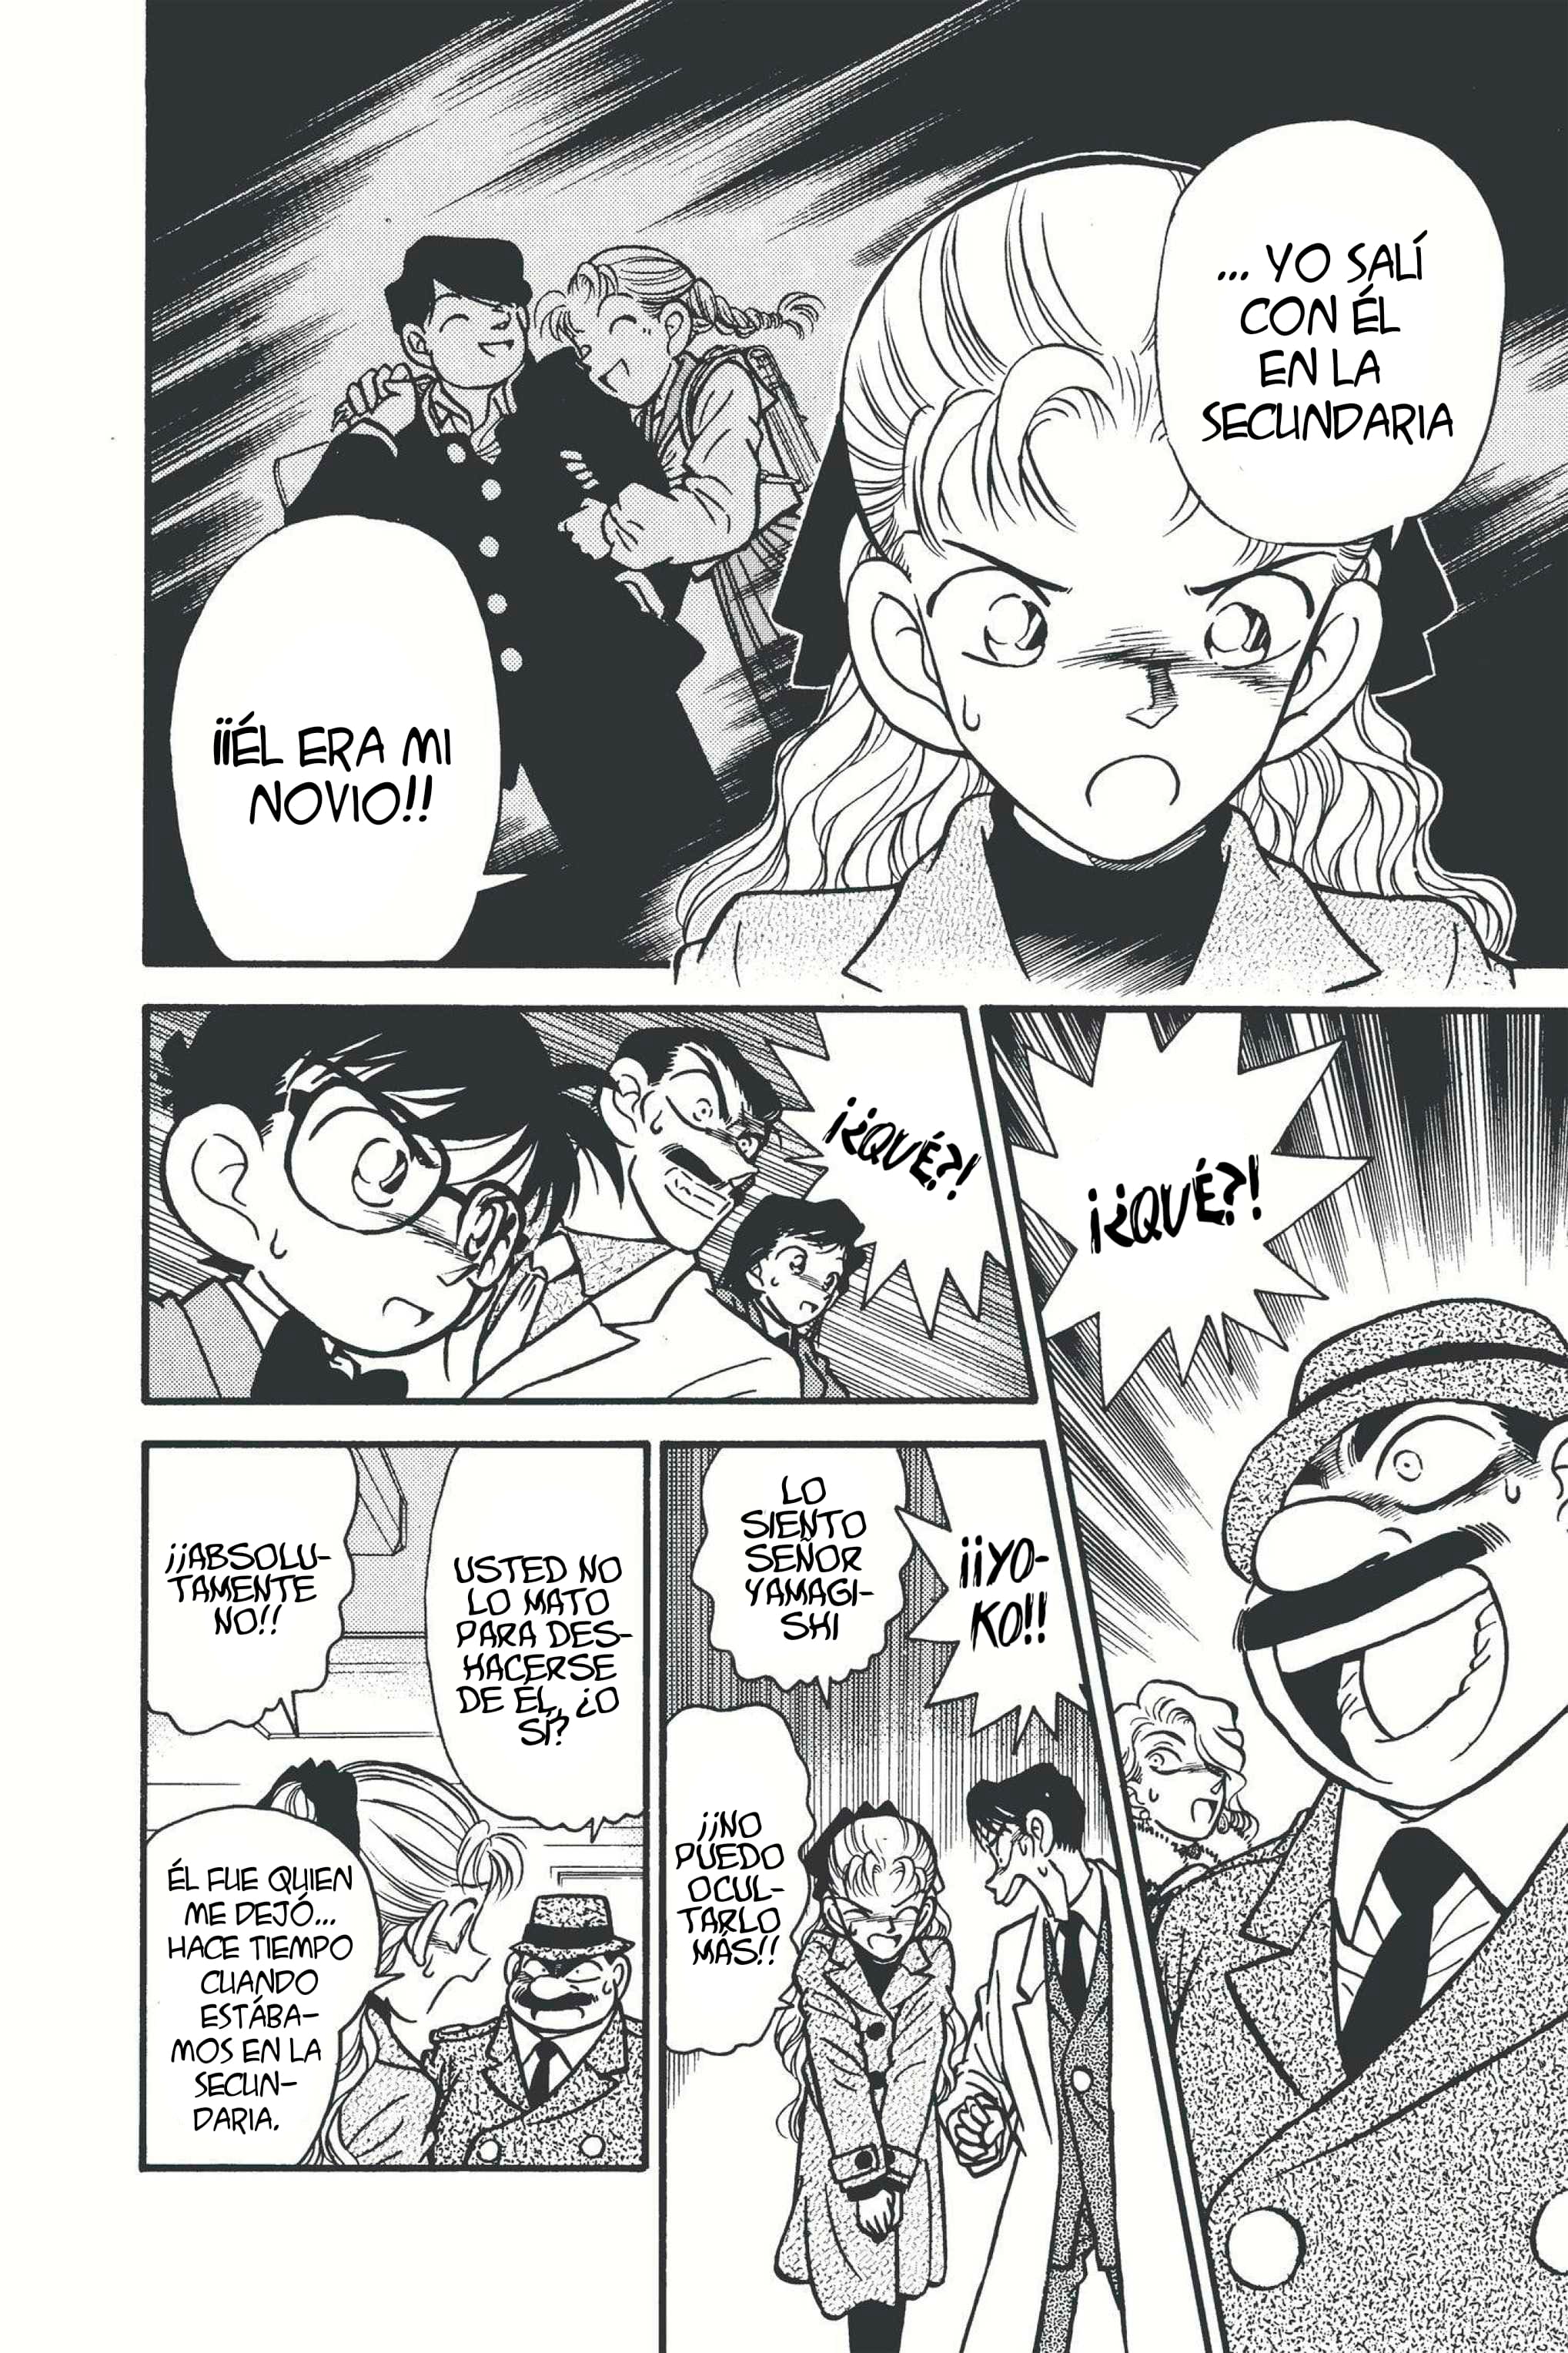 ... YO SALÍ
CON ÉL
EN LA
SECUNDARIA
¡¡ÉL ERA MI
NOVIO!!
¡¿QUÉ?!
¡¿QUÉ?!
¡¡YO-
KO!!
LO
SIENTO
SEÑOR
YAMAGI-
SHI
¡¡NO
PUEDO
OCUL-
TARLO
MÁS!!
USTED NO
LO MATO
PARA DES-
HACERSE
DE ÉL, ¿O
SÍ?
¡¡ABSOLU-
TAMENTE
NO!!
ÉL FUE QUIEN
ME DEJÓ...
HACE TIEMPO
CUANDO
ESTÁBA-
MOS EN LA
SECUN-
DARIA.